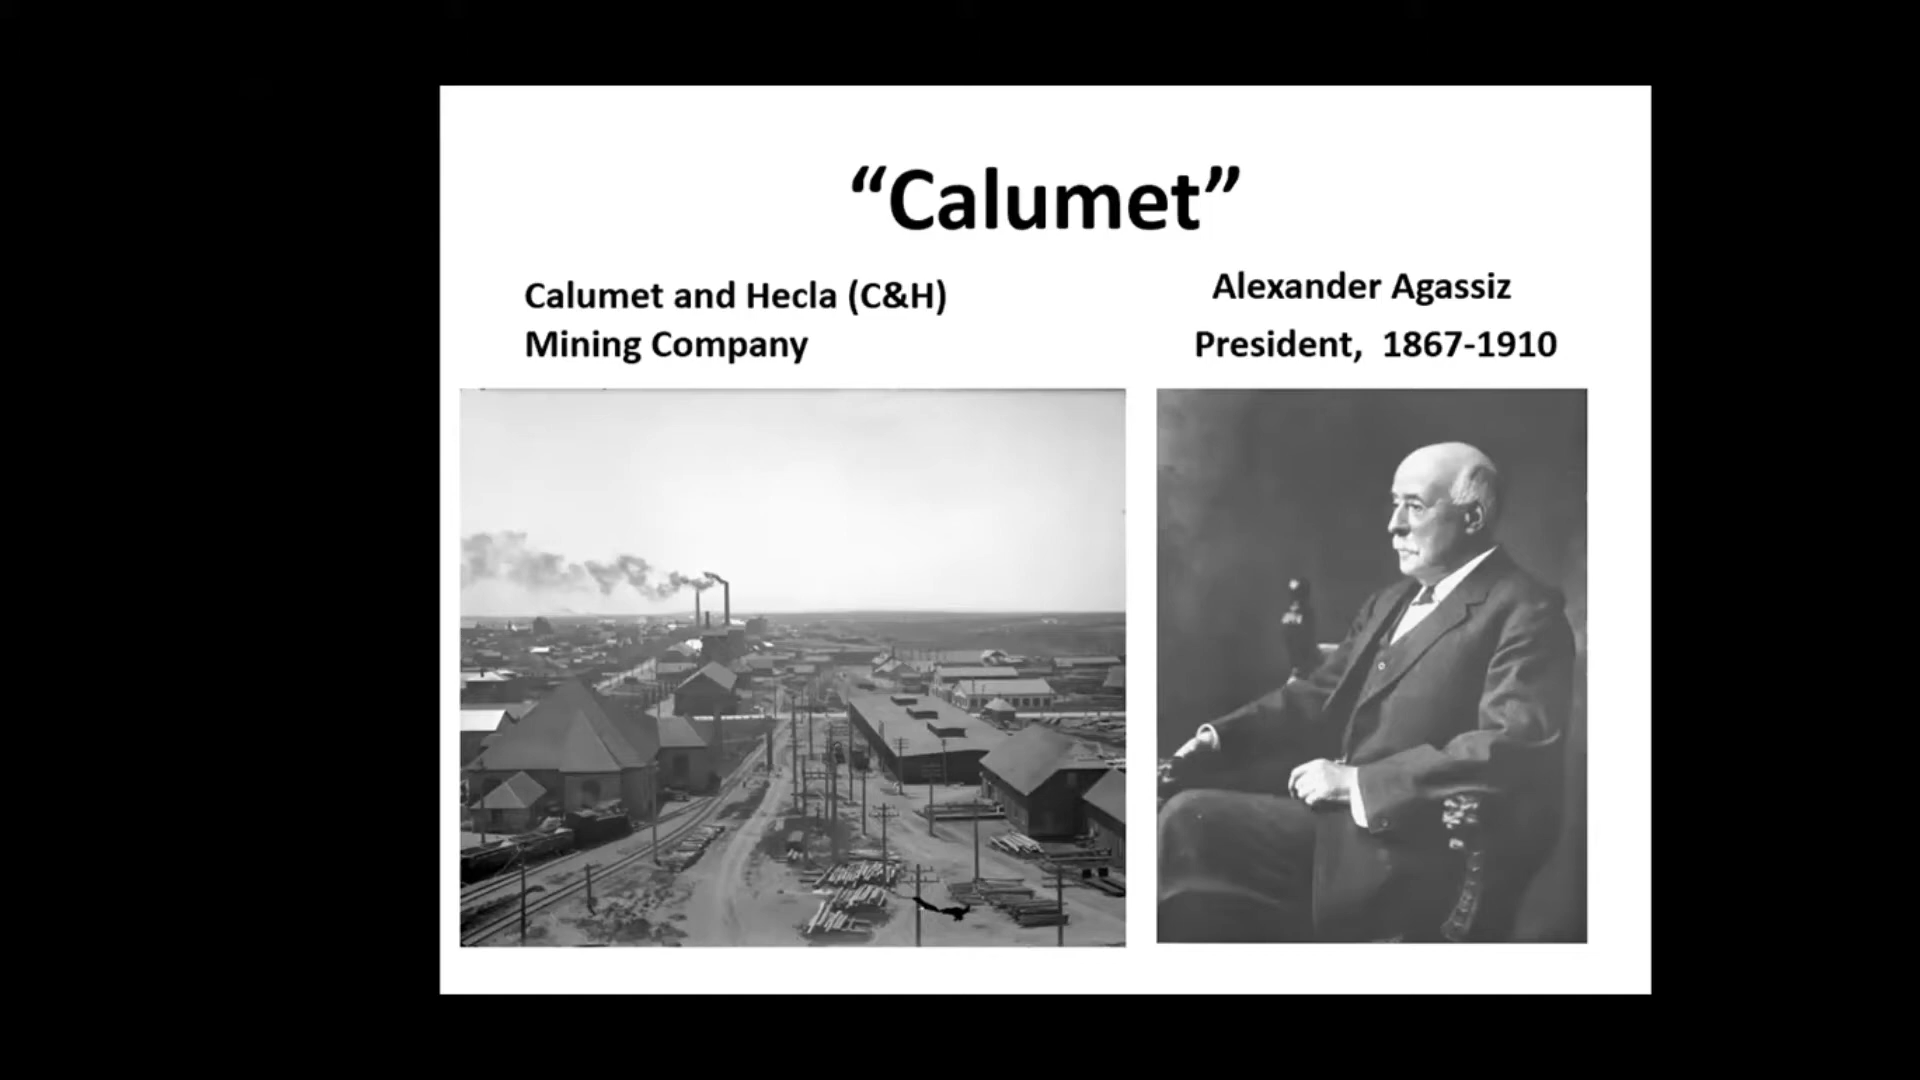 “Calumet”
Calumet and Hecla (C&H)
Mining Company
Alexander Agassiz
President,  1867-1910